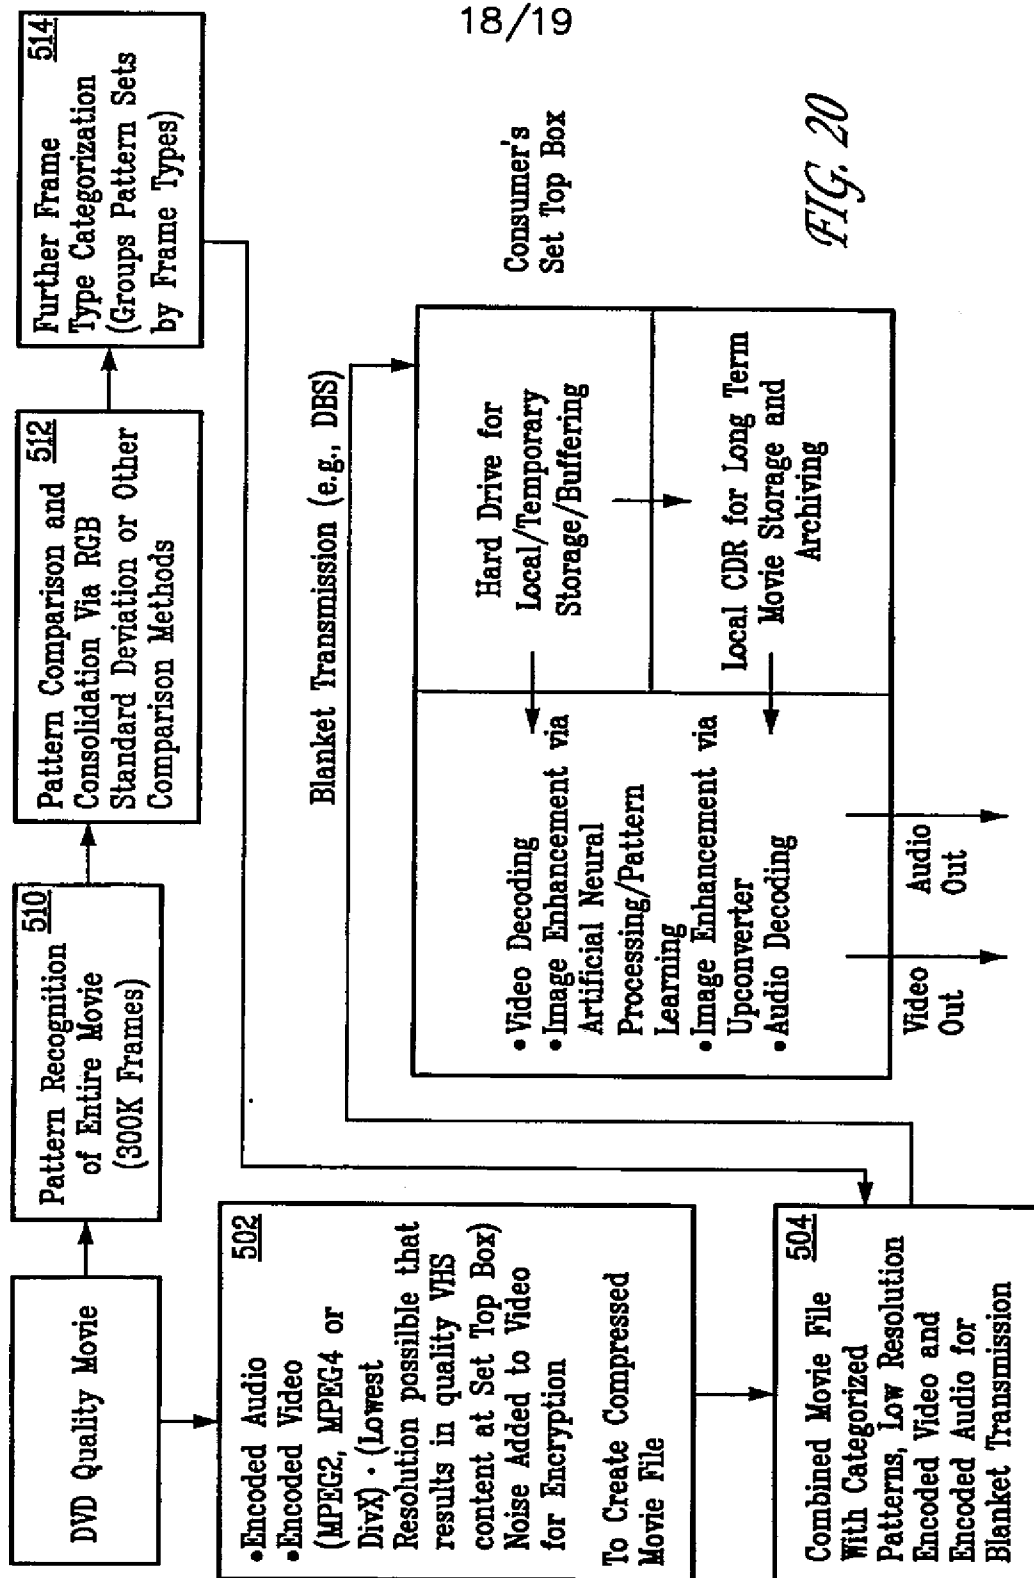 18/19
DVD Quality Movie
510
Pattern Recognition
of Entire Movie
(300K Frames)
512
Pattern Comparison and
Consolidation Via RGB
Standard Deviation or Other
Comparison Methods
514
Further Frame
Type Categorization
(Groups Pattern Sets
by Frame Types)
502
•Encoded Audio
•Encoded Video
(MPEG2, MPEG4 or
DivX) · (Lowest
Resolution possilble that
results in quality VHS
content at Set Top Box)
Noise Added to Video
for Encryption
To Create Compressed
Movie File
504
Combined Movie File
With Categorized
Patterns, Low Resolution
Encoded Video and
Encoded Audio for
Blanket Transmission
Blanket Transmission (e.g., DBS)
• Video Decoding
• Image Enhancement via
Artificial Neural
Processing/Pattern
Learning
• Image Enhancement via
Upconverter
• Audio Decoding
Hard Drive for
Local/Temporary
Storage/Buffering
Local CDR for Long Term
Movie Storage and
Archiving
Consumer's
Set Top Box
Video
Out
Audio
Out
FIG. 20